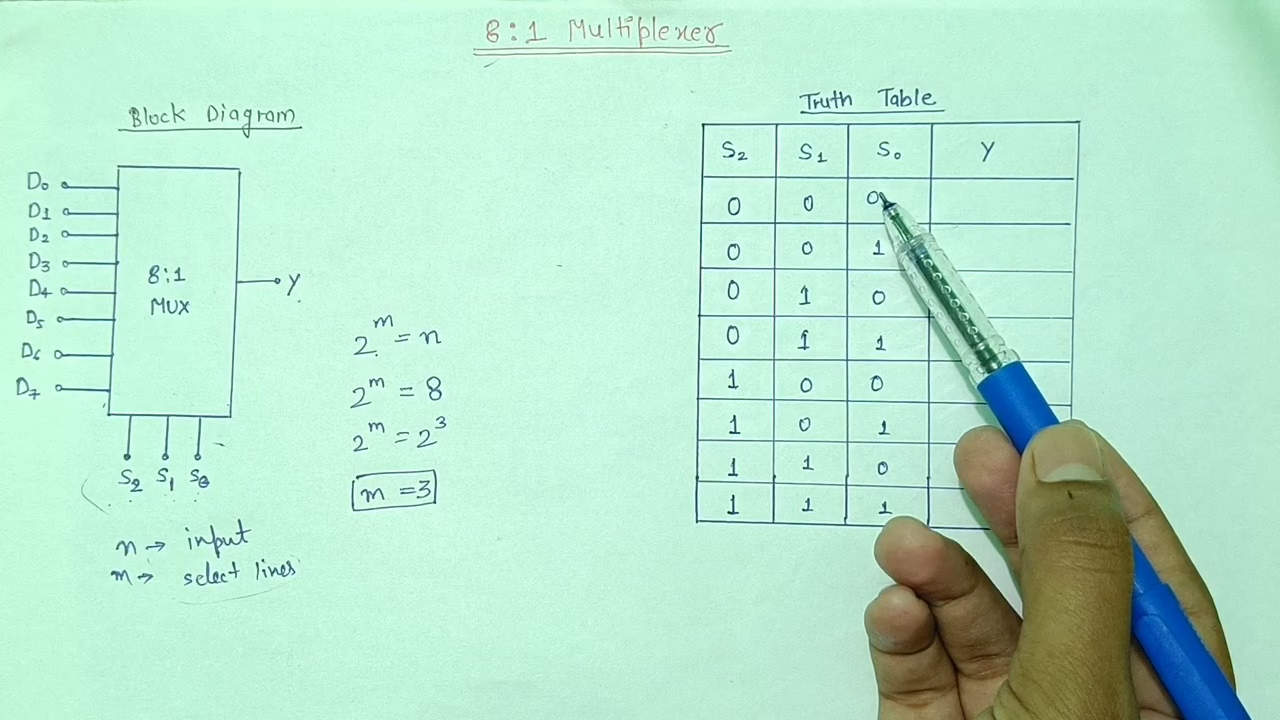 8:1 Multiplexer
Block Diagram
D0
D1
D2
D3
D4
D5
D6
D7
8:1
MUX
Y
S2 S1 S0
n → input
m → select lines
2^m = n
2^m = 8
2^m = 2^3
m = 3
Truth Table
S2 S1 S0 Y
0 0 0
0 0 1
0 1 0
0 1 1
1 0 0
1 0 1
1 1 0
1 1 1